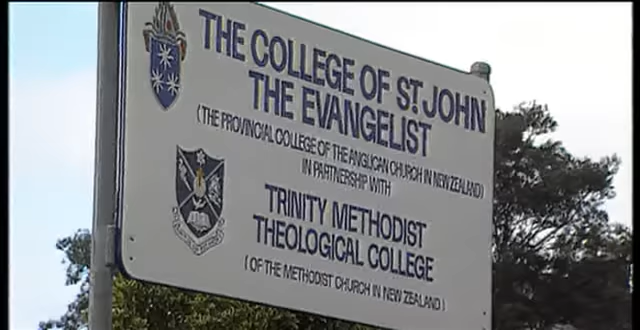 THE COLLEGE OF ST JOHN
THE EVANGELIST
(THE PROVINCIAL COLLEGE OF THE ANGLICAN CHURCH IN NEW ZEALAND)
IN PARTNERSHIP WITH
TRINITY METHODIST
THEOLOGICAL COLLEGE
(OF THE METHODIST CHURCH IN NEW ZEALAND)